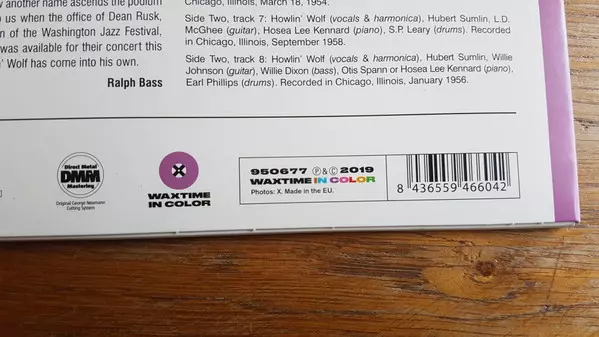 y another name ascends the podium
o us when the office of Dean Rusk,
n of the Washington Jazz Festival,
was available for their concert this
n' Wolf has come into his own.
Ralph Bass
Chicago, Illinois, March 18, 1954.
Side Two, track 7: Howlin' Wolf (vocals & harmonica), Hubert Sumlin, L.D.
McGhee (guitar), Hosea Lee Kennard (piano), S.P. Leary (drums). Recorded
in Chicago, Illinois, September 1958.
Side Two, track 8: Howlin' Wolf (vocals & harmonica), Hubert Sumlin, Willie
Johnson (guitar), Willie Dixon (bass), Otis Spann or Hosea Lee Kennard (piano),
Earl Phillips (drums). Recorded in Chicago, Illinois, January 1956.
Direct Metal
DMM
Mastering
Original George Neumann
Cutting System
WAXTIME
IN COLOR
950677 ℗ & © 2019
WAXTIME IN COLOR
Photos: X. Made in the EU.
8 436559 466042